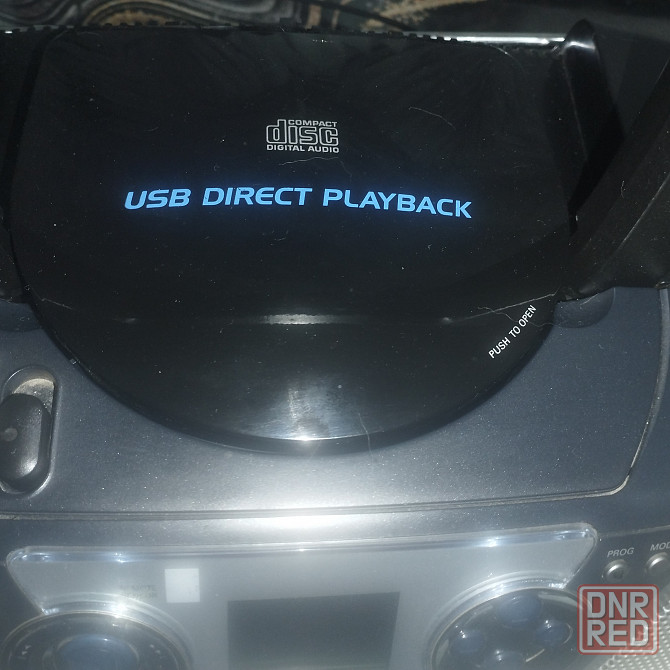 COMPACT
disc
DIGITAL AUDIO
USB DIRECT PLAYBACK
PUSH TO OPEN
PROG
DNR
RED